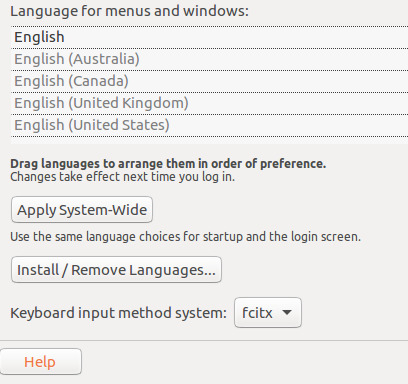 Language for menus and windows:
English
English (Australia)
English (Canada)
English (United Kingdom)
English (United States)
Drag languages to arrange them in order of preference.
Changes take effect next time you log in.
Apply System-Wide
Use the same language choices for startup and the login screen.
Install / Remove Languages...
Keyboard input method system: fcitx
Help